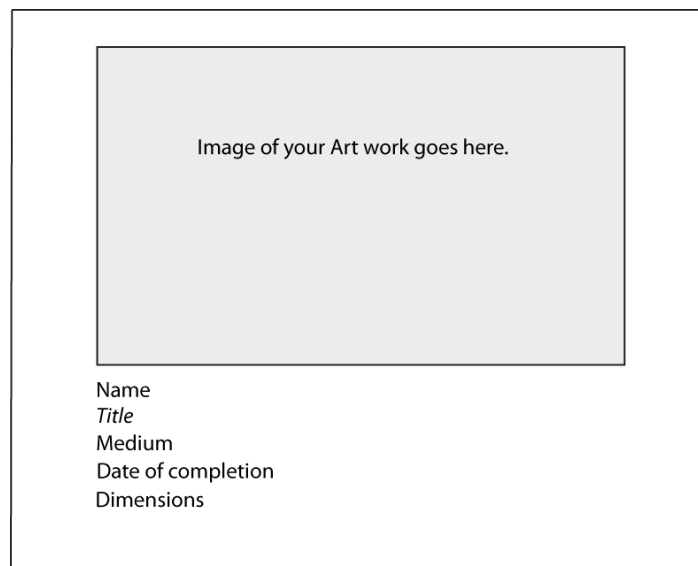 Image of your Art work goes here.
Name
Title
Medium
Date of completion
Dimensions